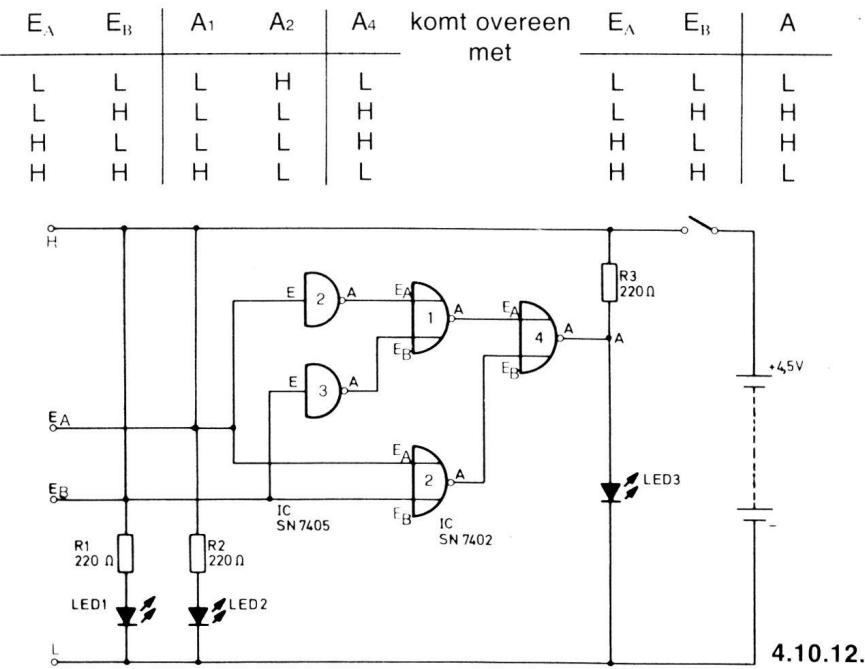 E_A E_B A1 A2 A4 komt overeen E_A E_B A
met
L L L H L L L L
L H L L H L H H
H L L L H H L H
H H H L L H H L
H
R3
220 Ω
E 2 A
E_A 1 A
E_B
E_A 4 A
E_B
A
E 3 A
+4,5V
E_A
E_A 2 A
E_B
E_B
LED3
IC
SN 7405
IC
SN 7402
R1
220 Ω
R2
220 Ω
LED1
LED2
-
L
4.10.12.